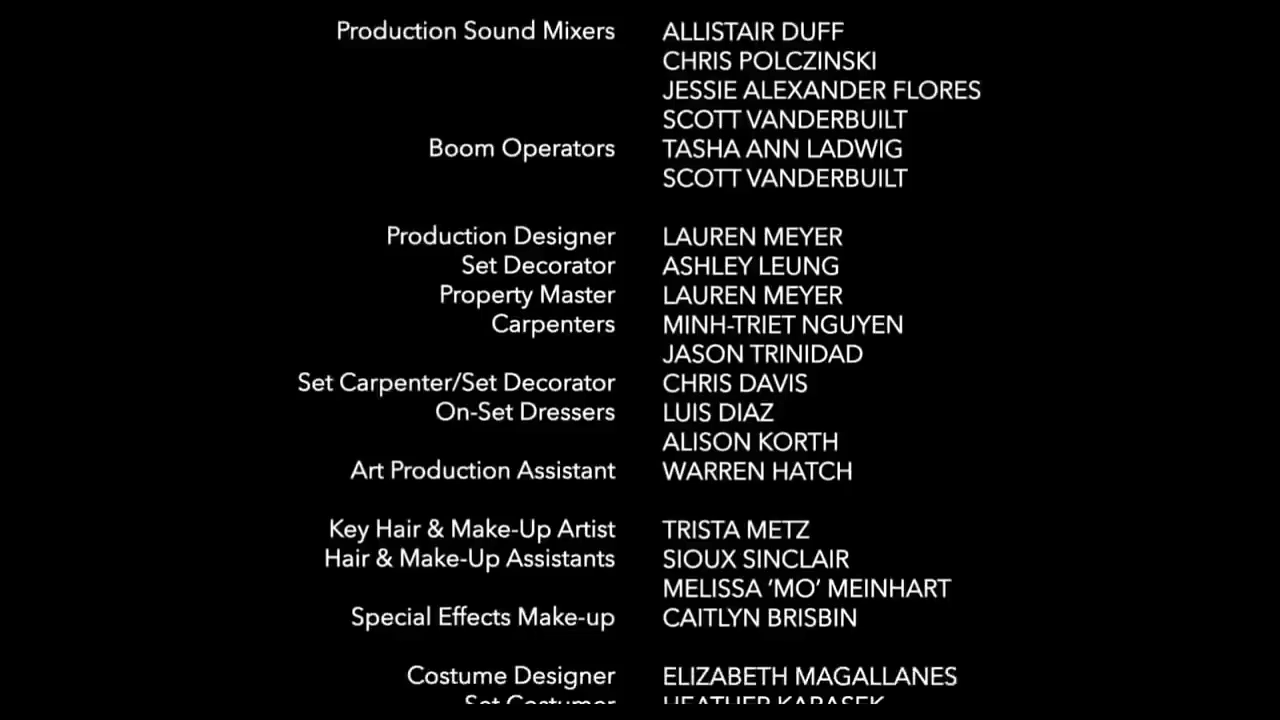 Production Sound Mixers ALLISTAIR DUFF
CHRIS POLCZINSKI
JESSIE ALEXANDER FLORES
SCOTT VANDERBUILT
Boom Operators TASHA ANN LADWIG
SCOTT VANDERBUILT
Production Designer LAUREN MEYER
Set Decorator ASHLEY LEUNG
Property Master LAUREN MEYER
Carpenters MINH-TRIET NGUYEN
JASON TRINIDAD
Set Carpenter/Set Decorator CHRIS DAVIS
On-Set Dressers LUIS DIAZ
ALISON KORTH
Art Production Assistant WARREN HATCH
Key Hair & Make-Up Artist TRISTA METZ
Hair & Make-Up Assistants SIOUX SINCLAIR
MELISSA ‘MO’ MEINHART
Special Effects Make-up CAITLYN BRISBIN
Costume Designer ELIZABETH MAGALLANES
Set Costumer HEATHER KARASEK